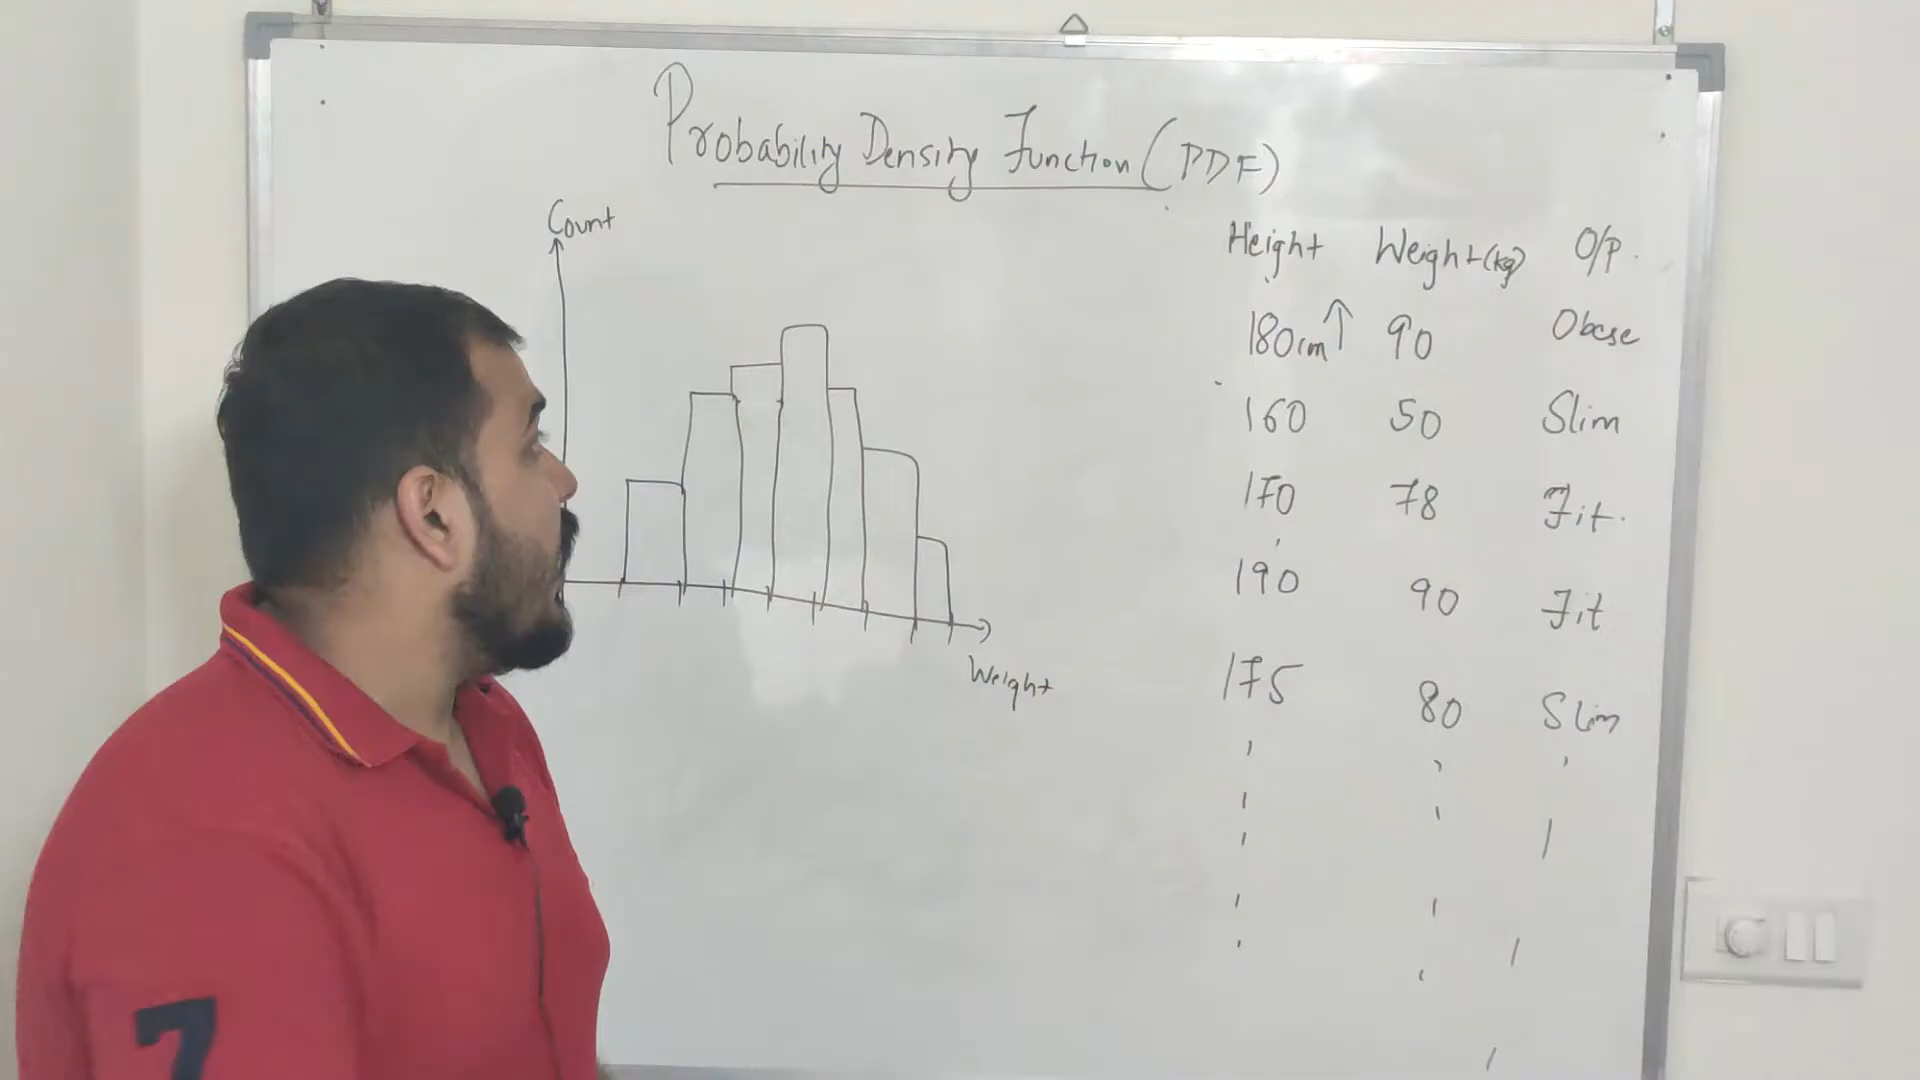 Probability Density Function (PDF)
Count
Weight
Height Weight(kg) O/P.
180cm ↑ 90 Obese
160 50 Slim
170 78 Fit.
190 90 Fit
175 80 Slim
7